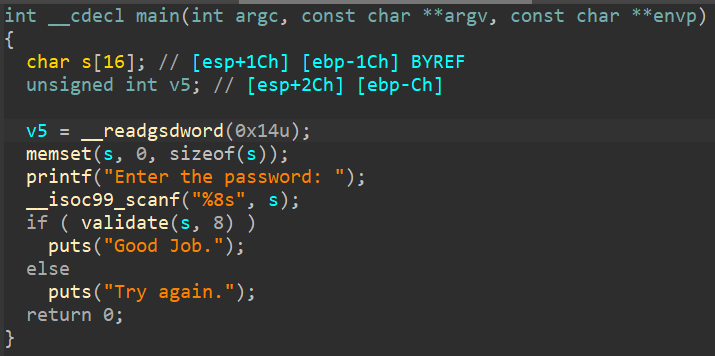 int __cdecl main(int argc, const char **argv, const char **envp)
{
  char s[16]; // [esp+1Ch] [ebp-1Ch] BYREF
  unsigned int v5; // [esp+2Ch] [ebp-Ch]

  v5 = __readgsdword(0x14u);
  memset(s, 0, sizeof(s));
  printf("Enter the password: ");
  __isoc99_scanf("%8s", s);
  if ( validate(s, 8) )
    puts("Good Job.");
  else
    puts("Try again.");
  return 0;
}